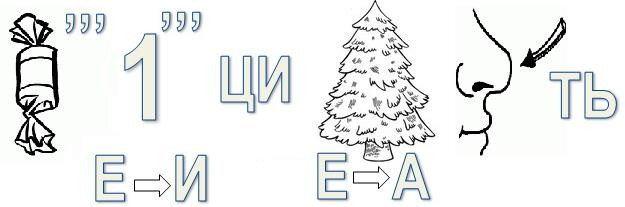 ,,, 1 ,,, ЦИ ТЬ
Е→И Е→А